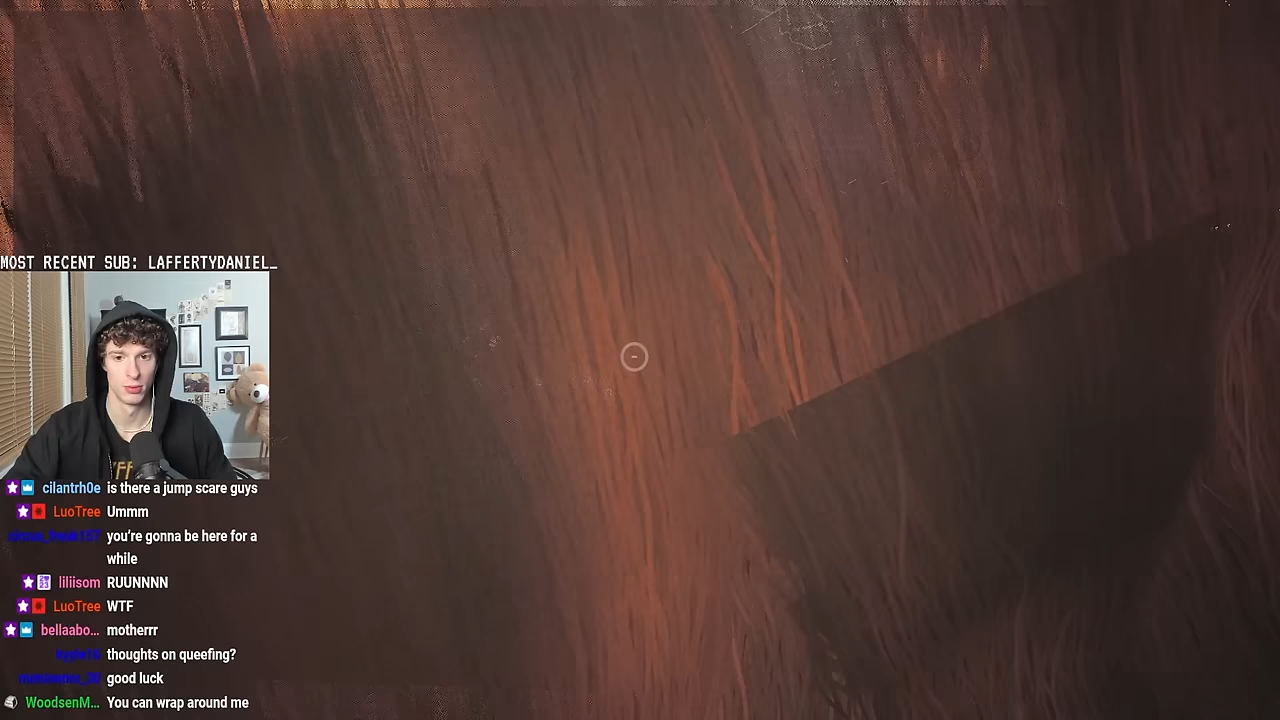 MOST RECENT SUB: LAFFERTYDANIEL_
cilantrh0e is there a jump scare guys
LuoTree Ummm
you're gonna be here for a
while
liliisom RUUNNNN
LuoTree WTF
bellaabo... motherrr
thoughts on queefing?
good luck
WoodsenM... You can wrap around me